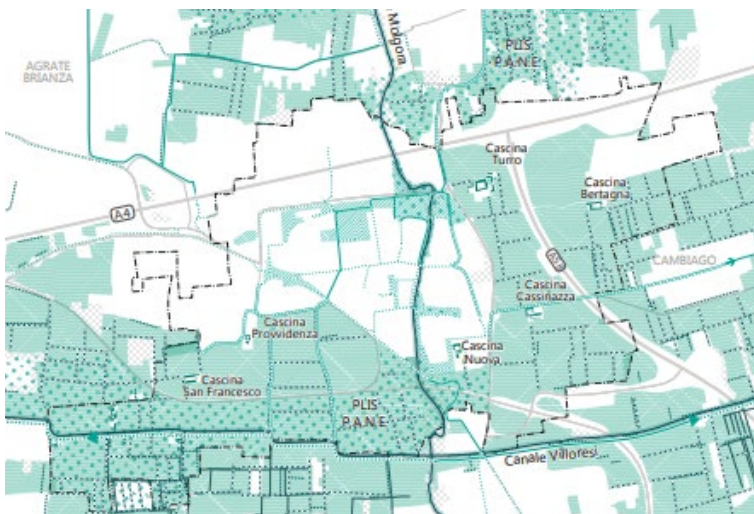 AGRATE
BRIANZA
Molgora
PLIS
P.A.N.E.
Cascina
Turro
Cascina
Bertagna
A4
CAMBIAGO
Cascina
Cassinazza
Cascina
Provvidenza
Cascina
Nuova
Cascina
San Francesco
PLIS
P.A.N.E.
Canale Villoresi